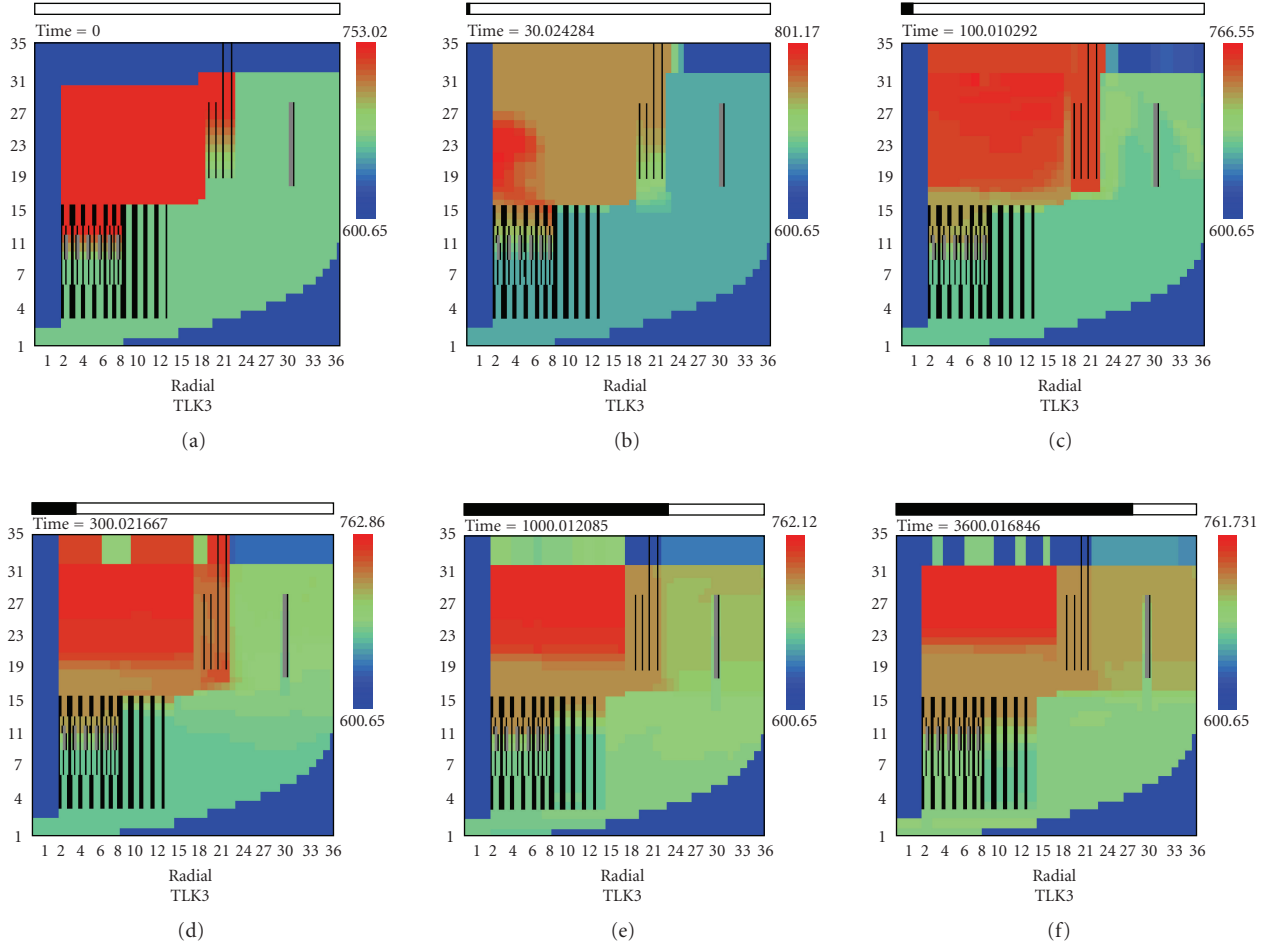 Time = 0
753.02
35
31
27
23
19
15
11
7
4
1
600.65
1 2 4 6 8 10 12 15 18 21 24 27 30 33 36
Radial
TLK3
(a)
Time = 30.024284
801.17
35
31
27
23
19
15
11
7
4
1
600.65
1 2 4 6 8 10 12 15 18 21 24 27 30 33 36
Radial
TLK3
(b)
Time = 100.010292
766.55
35
31
27
23
19
15
11
7
4
1
600.65
1 2 4 6 8 10 12 15 18 21 24 27 30 33 36
Radial
TLK3
(c)
Time = 300.021667
762.86
35
31
27
23
19
15
11
7
4
1
600.65
1 2 4 6 8 10 12 15 18 21 24 27 30 33 36
Radial
TLK3
(d)
Time = 1000.012085
762.12
35
31
27
23
19
15
11
7
4
1
600.65
1 2 4 6 8 10 12 15 18 21 24 27 30 33 36
Radial
TLK3
(e)
Time = 3600.016846
761.731
35
31
27
23
19
15
11
7
4
1
600.65
1 2 4 6 8 10 12 15 18 21 24 27 30 33 36
Radial
TLK3
(f)